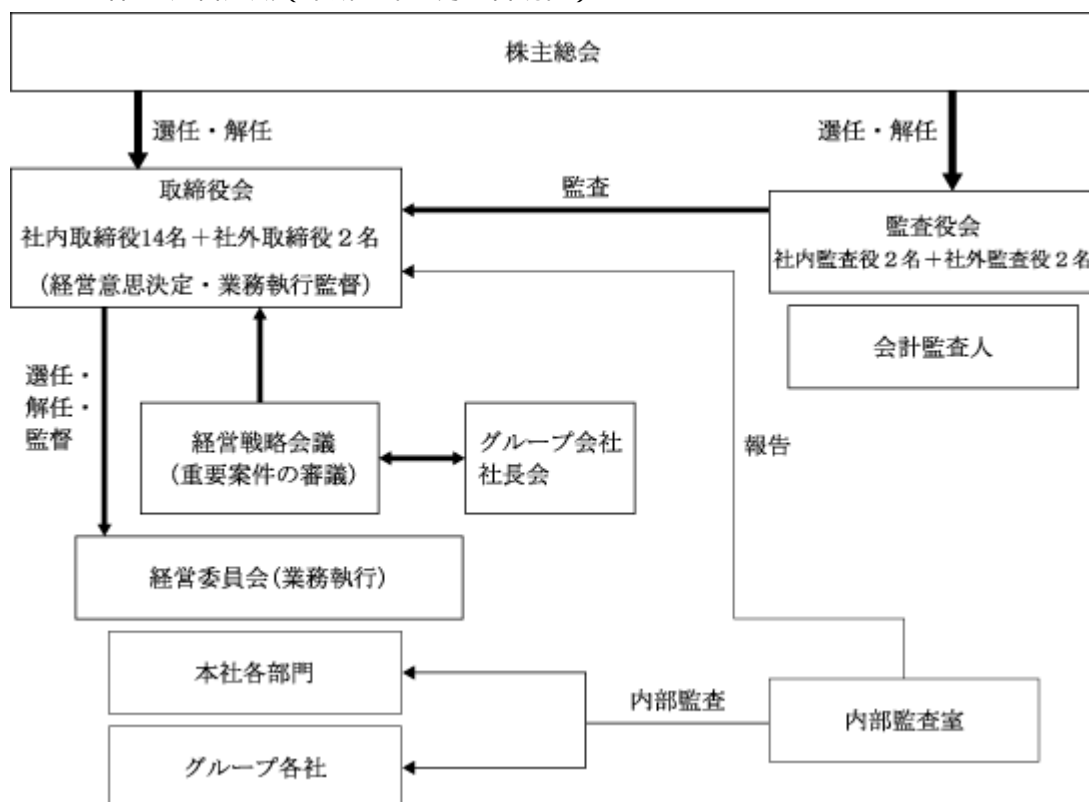 株主総会
選任・解任
選任・解任
取締役会
社内取締役14名＋社外取締役２名
(経営意思決定・業務執行監督)
監査
監査役会
社内監査役２名＋社外監査役２名
会計監査人
選任・
解任・
監督
経営戦略会議
(重要案件の審議)
グループ会社
社長会
報告
経営委員会(業務執行)
本社各部門
内部監査
内部監査室
グループ各社